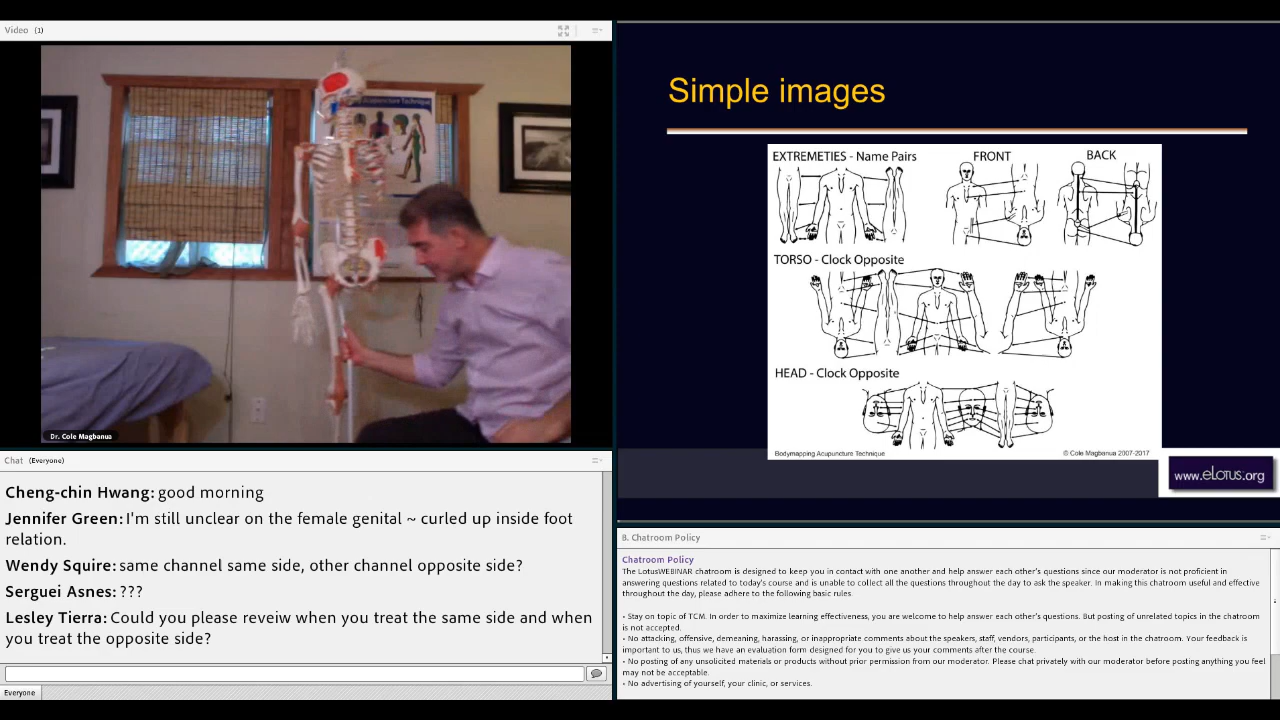 Video (1)
Acupuncture Technique
Dr. Cole Magbanua
Simple images
EXTREMETIES - Name Pairs
FRONT
BACK
TORSO - Clock Opposite
HEAD - Clock Opposite
Bodymapping Acupuncture Technique
© Cole Magbanua 2007-2017
www.eLOTUS.org
Chat (Everyone)
Cheng-chin Hwang: good morning
Jennifer Green: I'm still unclear on the female genital ~ curled up inside foot
relation.
Wendy Squire: same channel same side, other channel opposite side?
Serguei Asnes: ???
Lesley Tierra: Could you please reveiw when you treat the same side and when
you treat the opposite side?
Everyone
B. Chatroom Policy
Chatroom Policy
The LotusWEBINAR chatroom is designed to keep you in contact with one another and help answer each other's questions since our moderator is not proficient in
answering questions related to today's course and is unable to collect all the questions throughout the day to ask the speaker. In making this chatroom useful and effective
throughout the day, please adhere to the following basic rules.
• Stay on topic of TCM. In order to maximize learning effectiveness, you are welcome to help answer each other's questions. But posting of unrelated topics in the chatroom
is not accepted.
• No attacking, offensive, demeaning, harassing, or inappropriate comments about the speakers, staff, vendors, participants, or the host in the chatroom. Your feedback is
important to us, thus we have an evaluation form designed for you to give us your comments after the course.
• No posting of any unsolicited materials or products without prior permission from our moderator. Please chat privately with our moderator before posting anything you feel
may not be acceptable.
• No advertising of yourself, your clinic, or services.